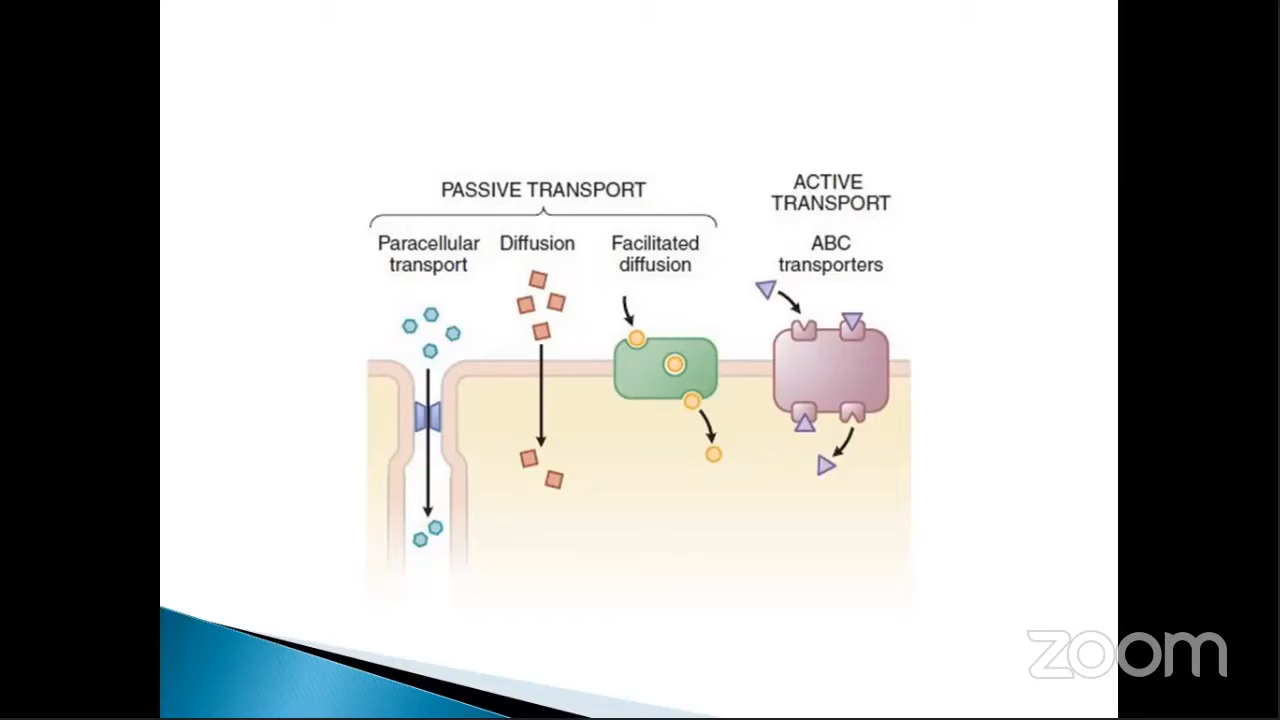 PASSIVE TRANSPORT
ACTIVE
TRANSPORT
Paracellular
transport
Diffusion
Facilitated
diffusion
ABC
transporters
zoom